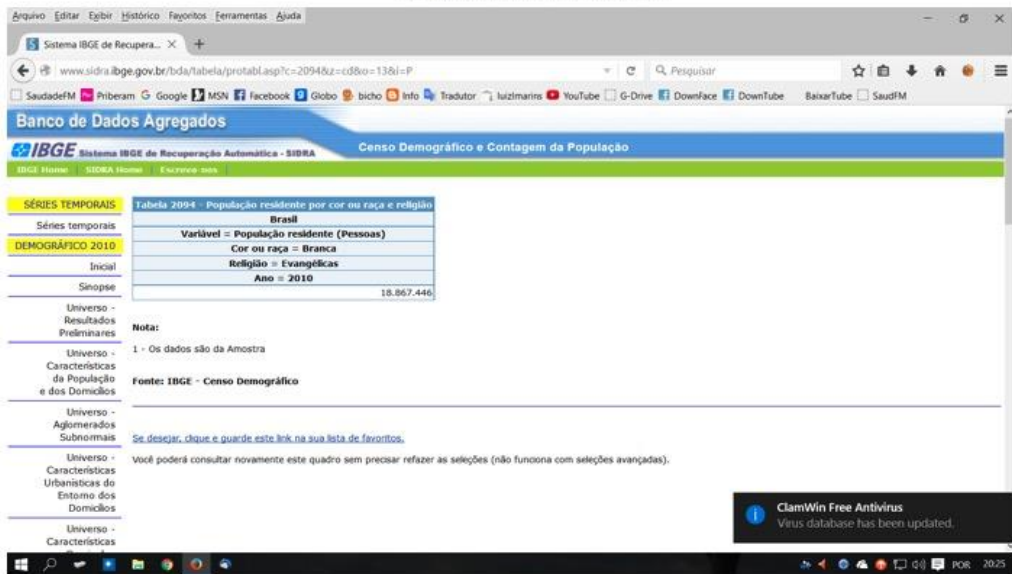 Arquivo Editar Exibir Histórico Favoritos Ferramentas Ajuda
Sistema IBGE de Recupera... × +
www.sidra.ibge.gov.br/bda/tabela/protabl.asp?c=2094&z=cd&o=13&i=P
Pesquisar
SaudadeFM Priberam Google MSN Facebook Globo bicho Info Tradutor luizlmarins YouTube G-Drive DownFace DownTube BaixarTube SaudFM
Banco de Dados Agregados
IBGE Sistema IBGE de Recuperação Automática - SIDRA
Censo Demográfico e Contagem da População
IBGE Home SIDRA Home Escreva-nos
SÉRIES TEMPORAIS
Séries temporais
DEMOGRÁFICO 2010
Inicial
Sinopse
Universo -
Resultados
Preliminares
Universo -
Características
da População
e dos Domicílios
Universo -
Aglomerados
Subnormais
Universo -
Características
Urbanísticas do
Entorno dos
Domicílios
Universo -
Características
Tabela 2094 - População residente por cor ou raça e religião
Brasil
Variável = População residente (Pessoas)
Cor ou raça = Branca
Religião = Evangélicas
Ano = 2010
18.867.446
Nota:
1 - Os dados são da Amostra
Fonte: IBGE - Censo Demográfico
Se desejar, clique e guarde este link na sua lista de favoritos.
Você poderá consultar novamente este quadro sem precisar refazer as seleções (não funciona com seleções avançadas).
ClamWin Free Antivirus
Virus database has been updated.
POR 20:25